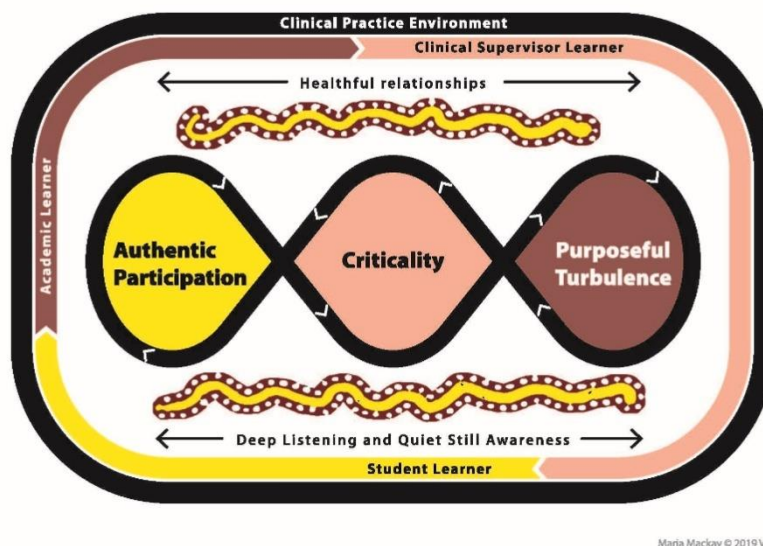 Clinical Practice Environment
Clinical Supervisor Learner
Healthful relationships
Academic Learner
Authentic
Participation
Criticality
Purposeful
Turbulence
Deep Listening and Quiet Still Awareness
Student Learner
Maria Mackay © 2019 V